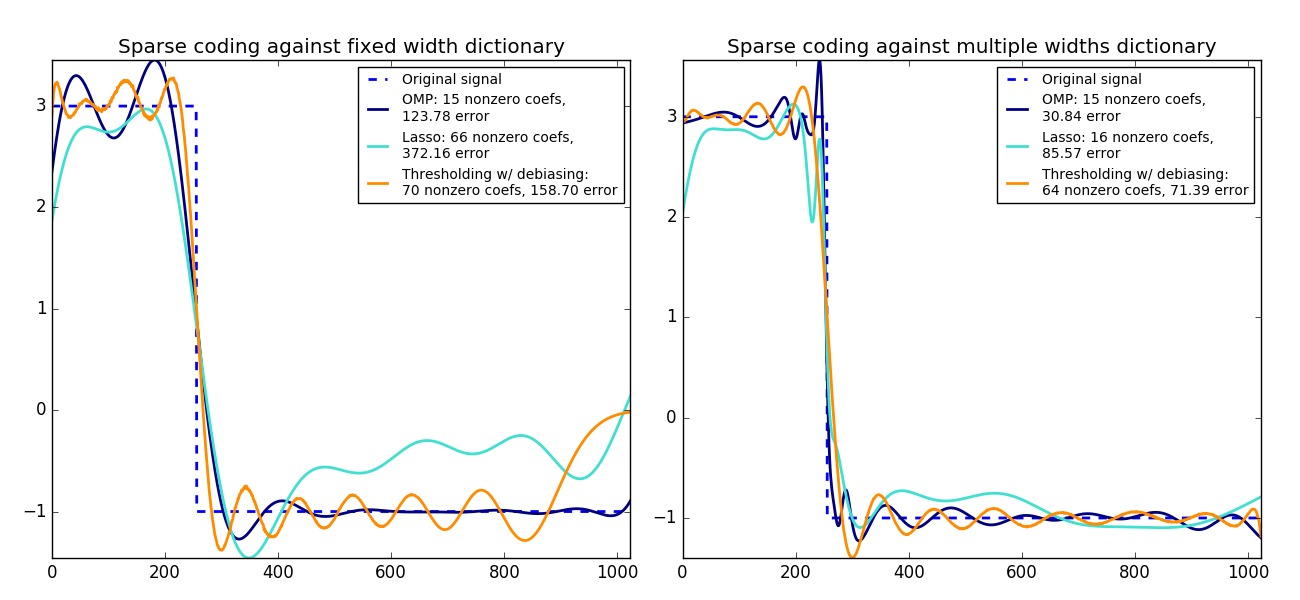 Sparse coding against fixed width dictionary
Original signal
OMP: 15 nonzero coefs,
123.78 error
Lasso: 66 nonzero coefs,
372.16 error
Thresholding w/ debiasing:
70 nonzero coefs, 158.70 error
3
2
1
0
−1
0
200
400
600
800
1000
Sparse coding against multiple widths dictionary
Original signal
OMP: 15 nonzero coefs,
30.84 error
Lasso: 16 nonzero coefs,
85.57 error
Thresholding w/ debiasing:
64 nonzero coefs, 71.39 error
3
2
1
0
−1
0
200
400
600
800
1000